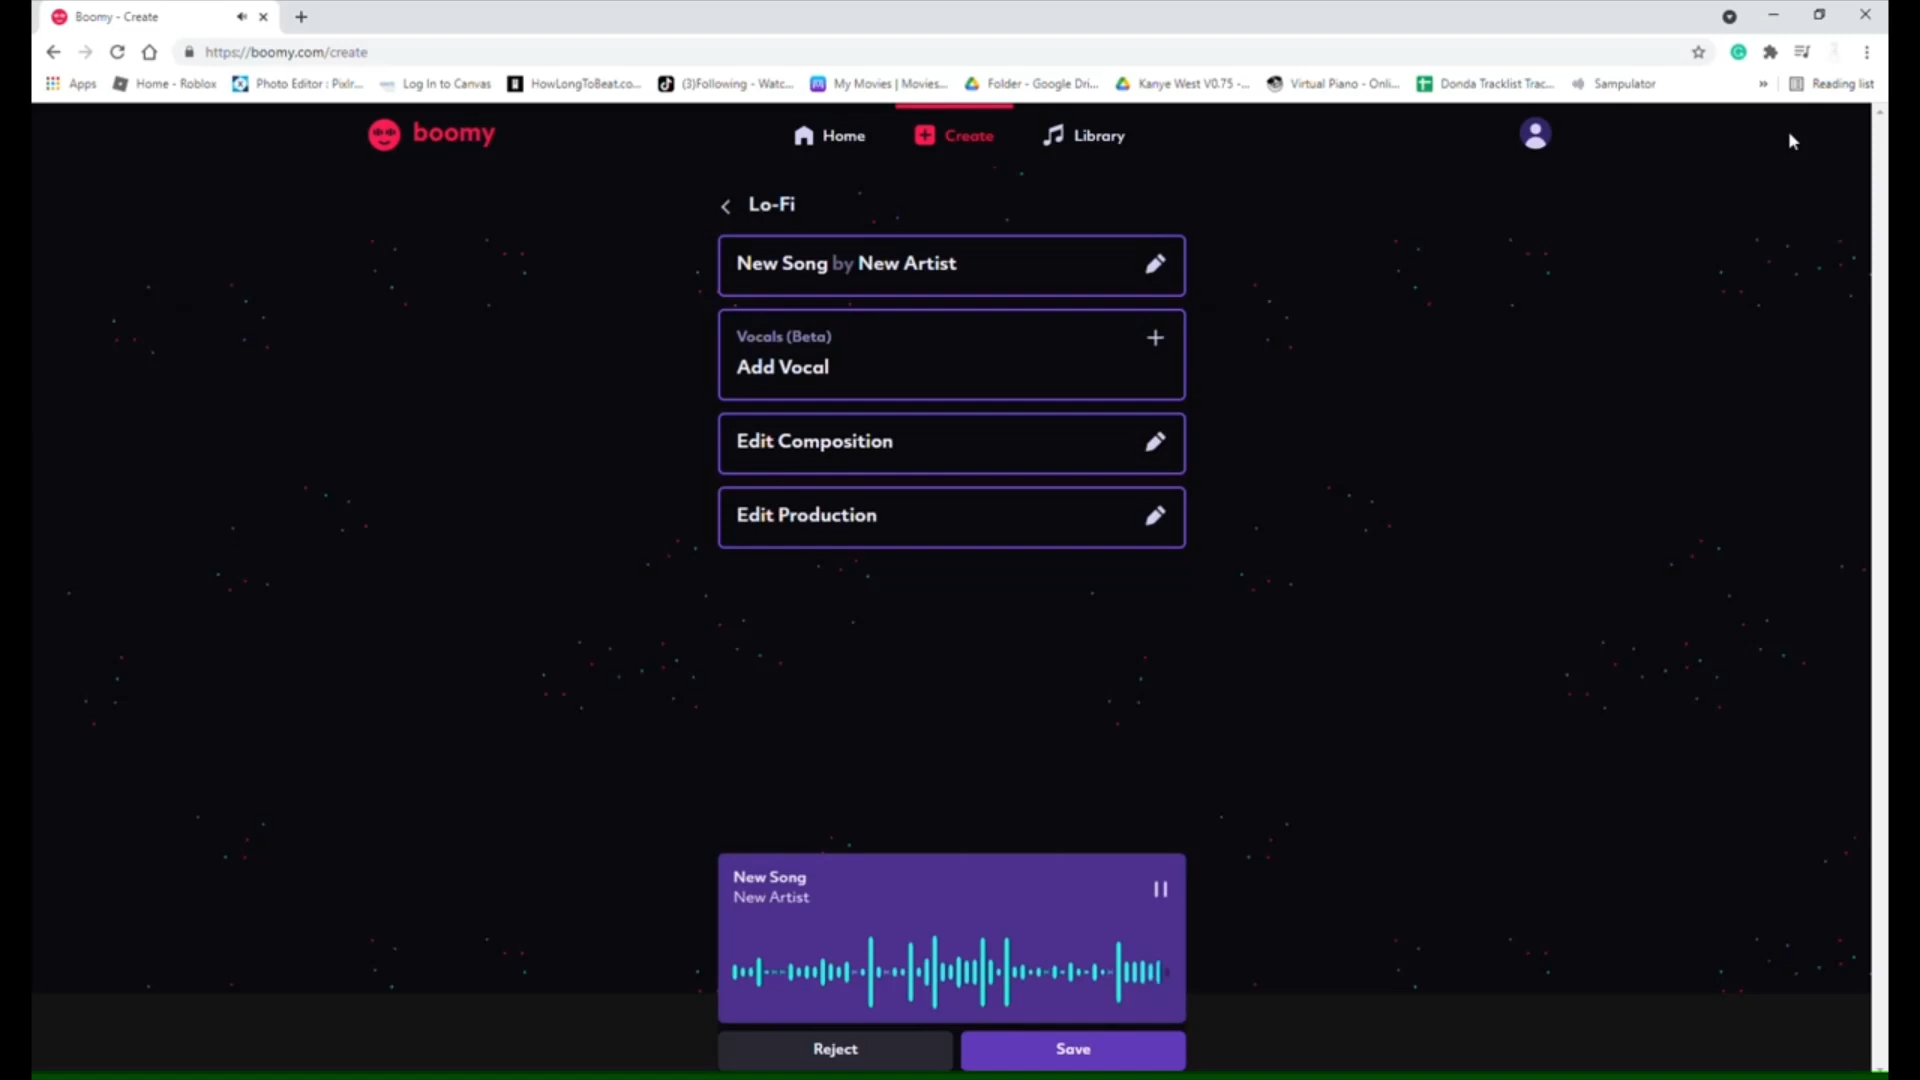 Boomy - Create
https://boomy.com/create
Apps Home - Roblox Photo Editor : Pixlr... Log In to Canvas HowLongToBeat.co... (3)Following - Watc... My Movies | Movies... Folder - Google Dri... Kanye West V0.75 -... Virtual Piano - Onli... Donda Tracklist Trac... Sampulator » Reading list
boomy Home Create Library
Lo-Fi
New Song by New Artist
Vocals (Beta)
Add Vocal
Edit Composition
Edit Production
New Song
New Artist
Reject Save